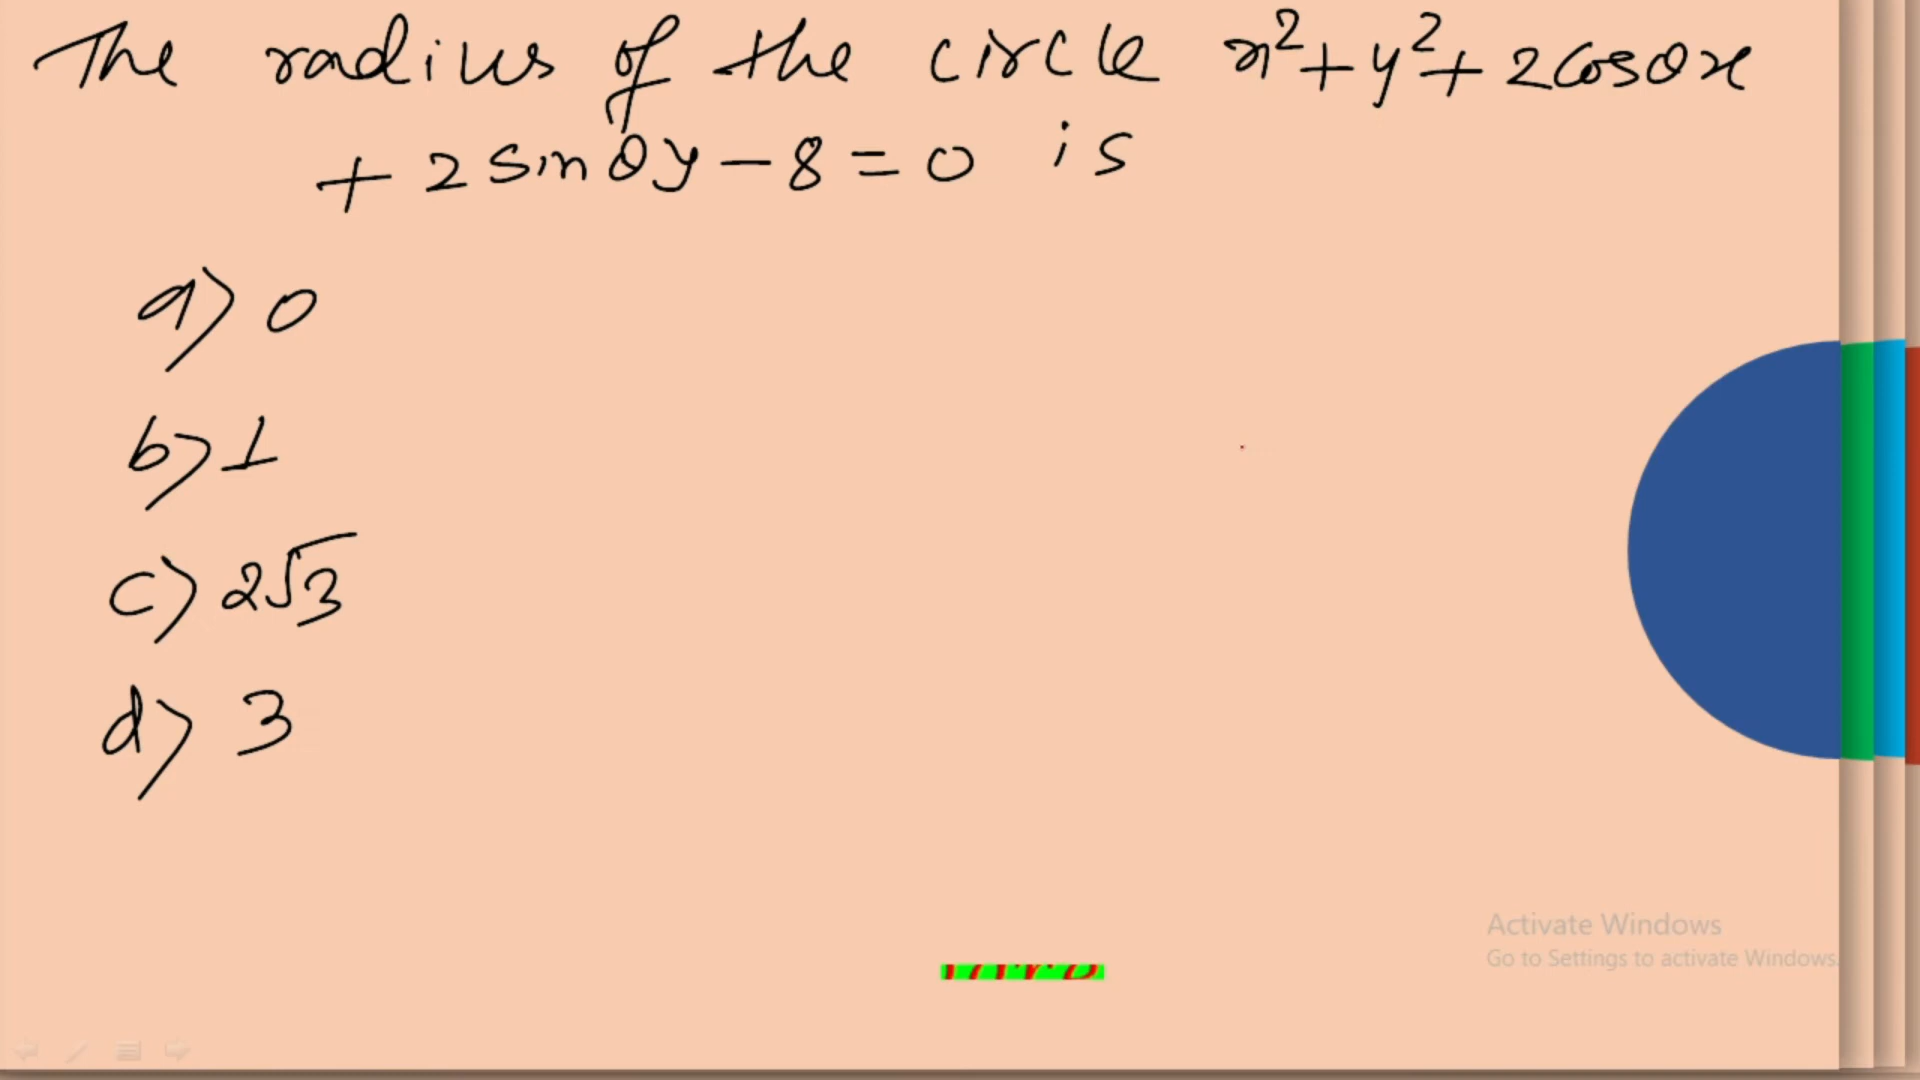 The radius of the circle x²+y²+2cosθx
+2sinθy-8=0 is
a) 0
b) 1
c) 2√3
d) 3
Activate Windows
Go to Settings to activate Windows.